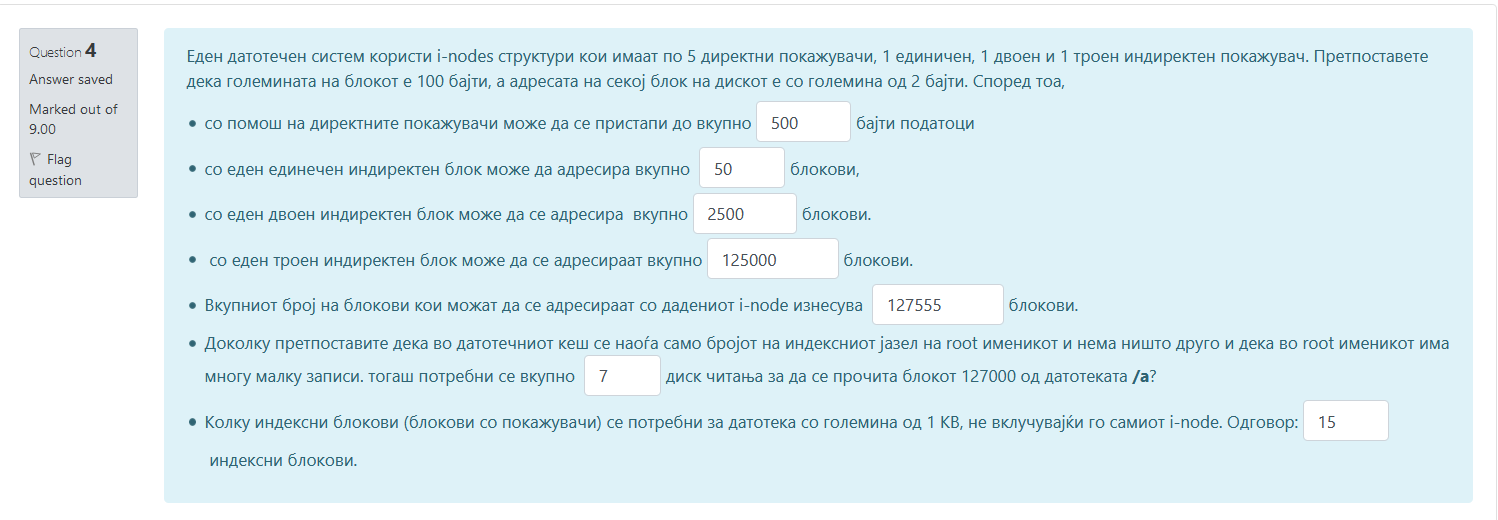 Question 4
Answer saved
Marked out of
9.00
Flag
question
Еден датотечен систем користи i-nodes структури кои имаат по 5 директни покажувачи, 1 единичен, 1 двоен и 1 троен индиректен покажувач. Претпоставете
дека големината на блокот е 100 бајти, а адресата на секој блок на дискот е со големина од 2 бајти. Според тоа,
• со помош на директните покажувачи може да се пристапи до вкупно 500 бајти податоци
• со еден единечен индиректен блок може да адресира вкупно 50 блокови,
• со еден двоен индиректен блок може да се адресира вкупно 2500 блокови.
• со еден троен индиректен блок може да се адресираат вкупно 125000 блокови.
• Вкупниот број на блокови кои можат да се адресираат со дадениот i-node изнесува 127555 блокови.
• Доколку претпоставите дека во датотечниот кеш се наоѓа само бројот на индексниот јазел на root именикот и нема ништо друго и дека во root именикот има
многу малку записи. тогаш потребни се вкупно 7 диск читања за да се прочита блокот 127000 од датотеката /a?
• Колку индексни блокови (блокови со покажувачи) се потребни за датотека со големина од 1 KB, не вклучувајќи го самиот i-node. Одговор: 15
индексни блокови.